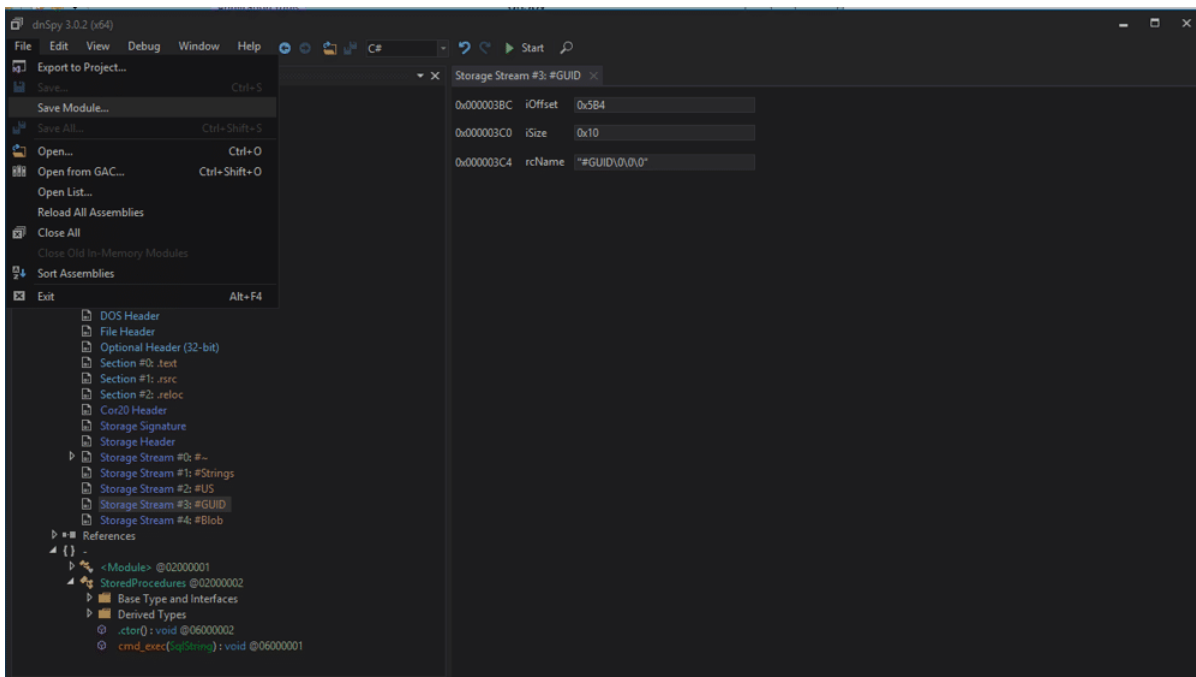 dnSpy 3.0.2 (x64)
File Edit View Debug Window Help C# Start
Export to Project...
Save... Ctrl+S
Save Module...
Save All... Ctrl+Shift+S
Open... Ctrl+O
Open from GAC... Ctrl+Shift+O
Open List...
Reload All Assemblies
Close All
Close Old In-Memory Modules
Sort Assemblies
Exit Alt+F4
DOS Header
File Header
Optional Header (32-bit)
Section #0: .text
Section #1: .rsrc
Section #2: .reloc
Cor20 Header
Storage Signature
Storage Header
Storage Stream #0: #~
Storage Stream #1: #Strings
Storage Stream #2: #US
Storage Stream #3: #GUID
Storage Stream #4: #Blob
References
{ } -
<Module> @02000001
StoredProcedures @02000002
Base Type and Interfaces
Derived Types
.ctor() : void @06000002
cmd_exec(SqlString) : void @06000001
Storage Stream #3: #GUID
0x000003BC iOffset 0x5B4
0x000003C0 iSize 0x10
0x000003C4 rcName "#GUID\0\0\0"